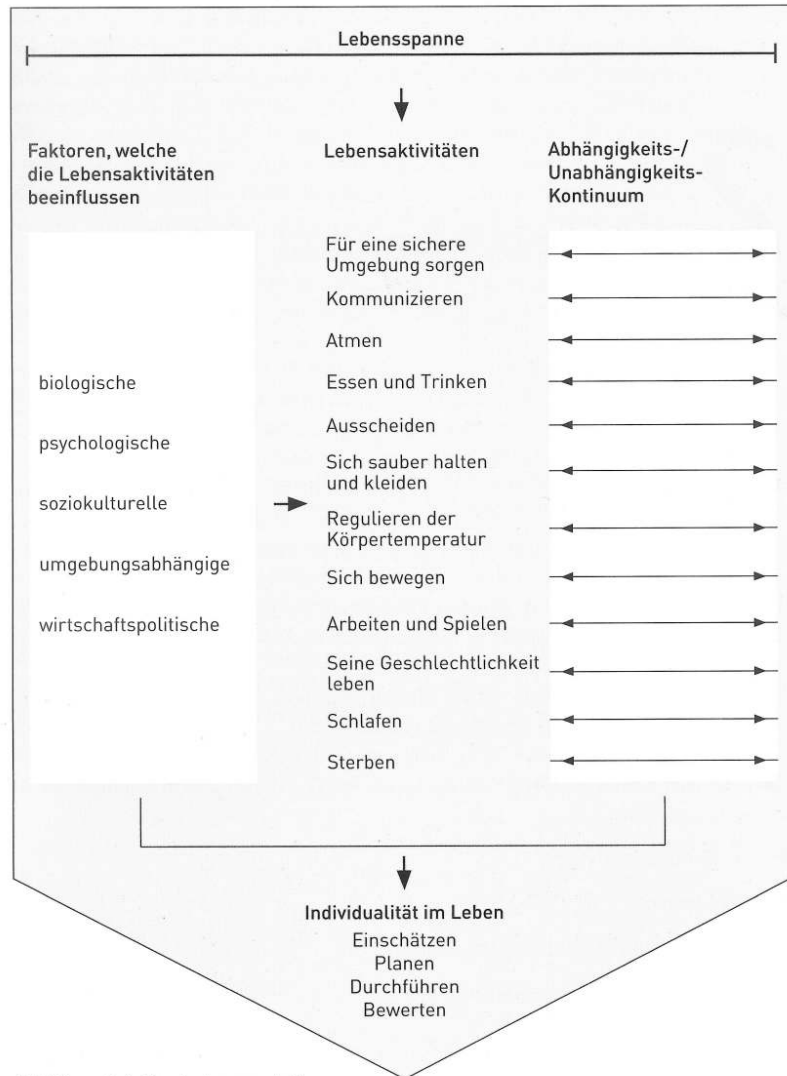 Lebensspanne
Faktoren, welche
die Lebensaktivitäten
beeinflussen
Lebensaktivitäten
Abhängigkeits-/
Unabhängigkeits-
Kontinuum
biologische
psychologische
soziokulturelle
umgebungsabhängige
wirtschaftspolitische
Für eine sichere
Umgebung sorgen
Kommunizieren
Atmen
Essen und Trinken
Ausscheiden
Sich sauber halten
und kleiden
Regulieren der
Körpertemperatur
Sich bewegen
Arbeiten und Spielen
Seine Geschlechtlichkeit
leben
Schlafen
Sterben
Individualität im Leben
Einschätzen
Planen
Durchführen
Bewerten